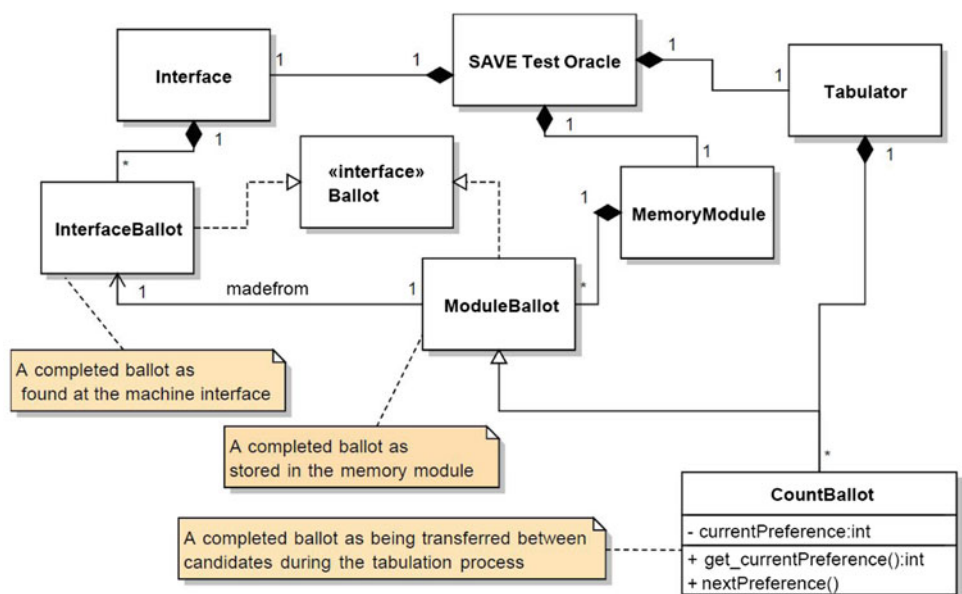 Interface
1
1
SAVE Test Oracle
1
1
Tabulator
1
*
1
1
1
«interface»
Ballot
InterfaceBallot
1
MemoryModule
1
madefrom
1
ModuleBallot
*
A completed ballot as
found at the machine interface
A completed ballot as
stored in the memory module
*
CountBallot
- currentPreference:int
+ get_currentPreference():int
+ nextPreference()
A completed ballot as being transferred between
candidates during the tabulation process